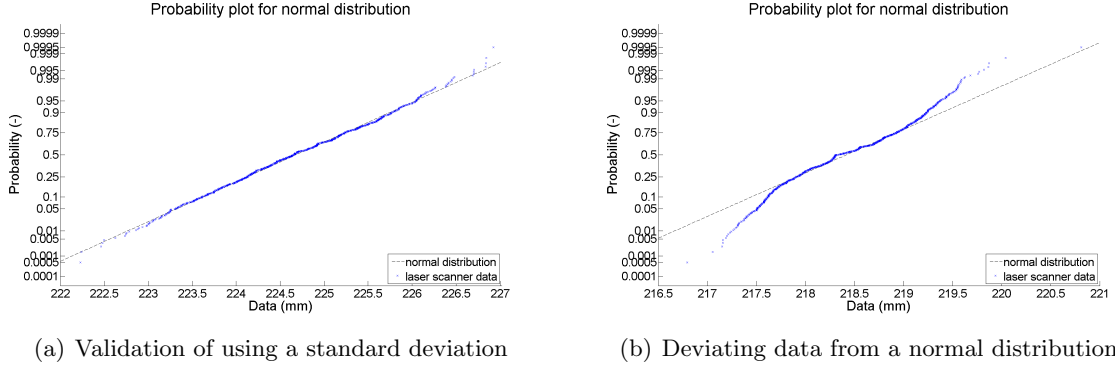 Probability plot for normal distribution
0.9999
0.9995
0.999
0.995
0.99
0.95
0.9
0.75
0.5
0.25
0.1
0.05
0.01
0.005
0.001
0.0005
0.0001
Probability (-)
normal distribution
laser scanner data
222 222.5 223 223.5 224 224.5 225 225.5 226 226.5 227
Data (mm)
(a) Validation of using a standard deviation
Probability plot for normal distribution
0.9999
0.9995
0.999
0.995
0.99
0.95
0.9
0.75
0.5
0.25
0.1
0.05
0.01
0.005
0.001
0.0005
0.0001
Probability (-)
normal distribution
laser scanner data
216.5 217 217.5 218 218.5 219 219.5 220 220.5 221
Data (mm)
(b) Deviating data from a normal distribution